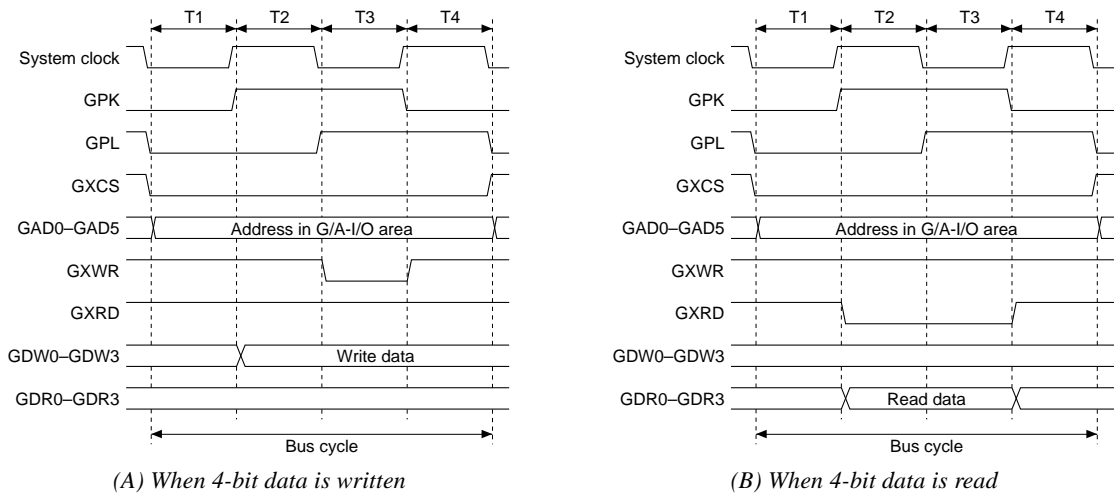 T1 T2 T3 T4
System clock
GPK
GPL
GXCS
GAD0–GAD5 Address in G/A-I/O area
GXWR
GXRD
GDW0–GDW3 Write data
GDR0–GDR3
Bus cycle
(A) When 4-bit data is written
T1 T2 T3 T4
System clock
GPK
GPL
GXCS
GAD0–GAD5 Address in G/A-I/O area
GXWR
GXRD
GDW0–GDW3
GDR0–GDR3 Read data
Bus cycle
(B) When 4-bit data is read